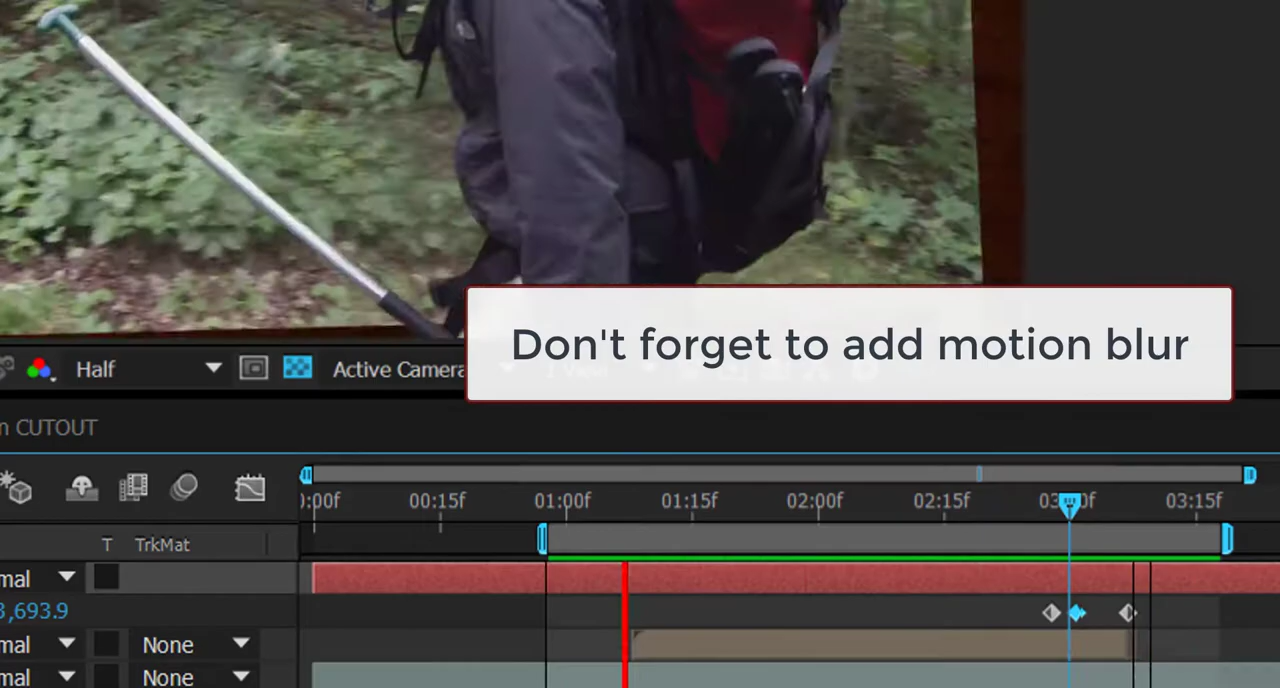 Don't forget to add motion blur
Half Active Camera
n CUTOUT
0:00f 00:15f 01:00f 01:15f 02:00f 02:15f 03:15f
T TrkMat
mal
3,693.9
mal None
mal None